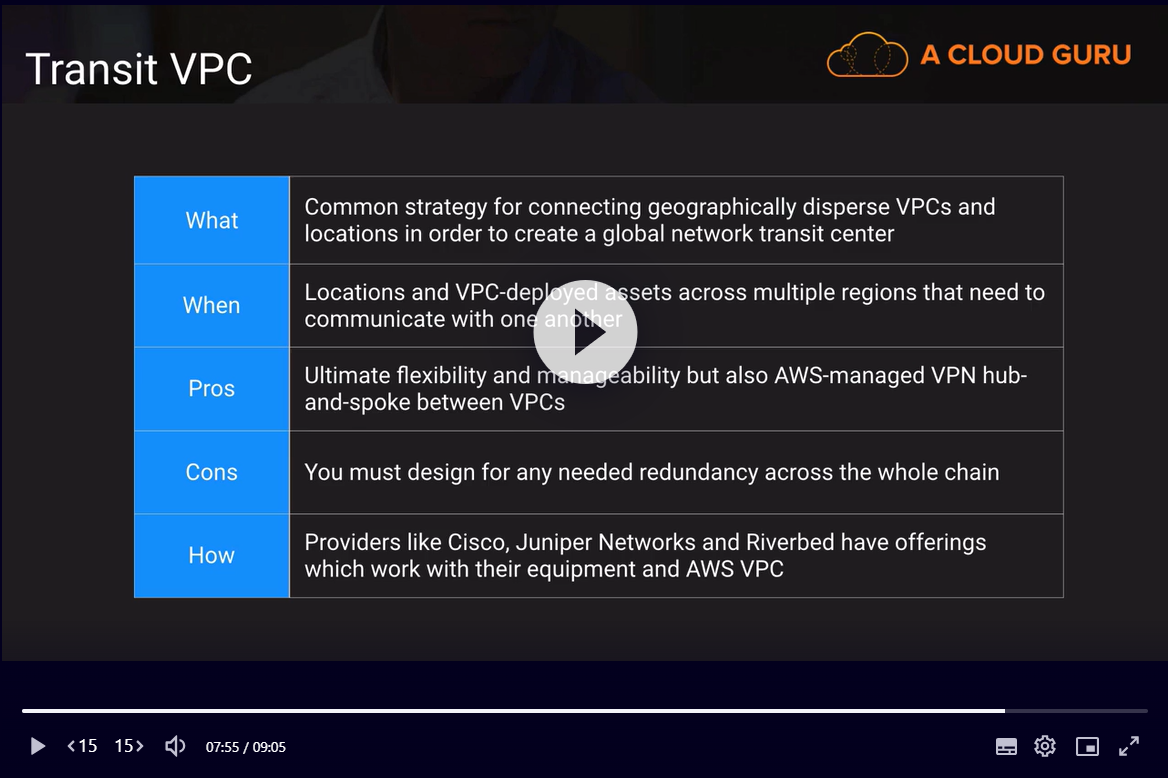 Transit VPC
A CLOUD GURU
What
Common strategy for connecting geographically disperse VPCs and
locations in order to create a global network transit center
When
Locations and VPC-deployed assets across multiple regions that need to
communicate with one another
Pros
Ultimate flexibility and manageability but also AWS-managed VPN hub-
and-spoke between VPCs
Cons
You must design for any needed redundancy across the whole chain
How
Providers like Cisco, Juniper Networks and Riverbed have offerings
which work with their equipment and AWS VPC
<15 15> 07:55 / 09:05